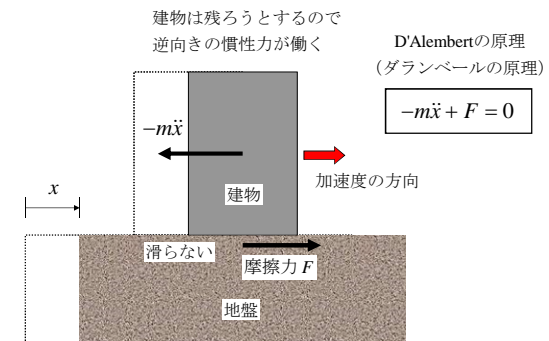 建物は残ろうとするので
逆向きの慣性力が働く
D'Alembertの原理
（ダランベールの原理）
−mẍ + F = 0
−mẍ
加速度の方向
x
建物
滑らない
摩擦力 F
地盤